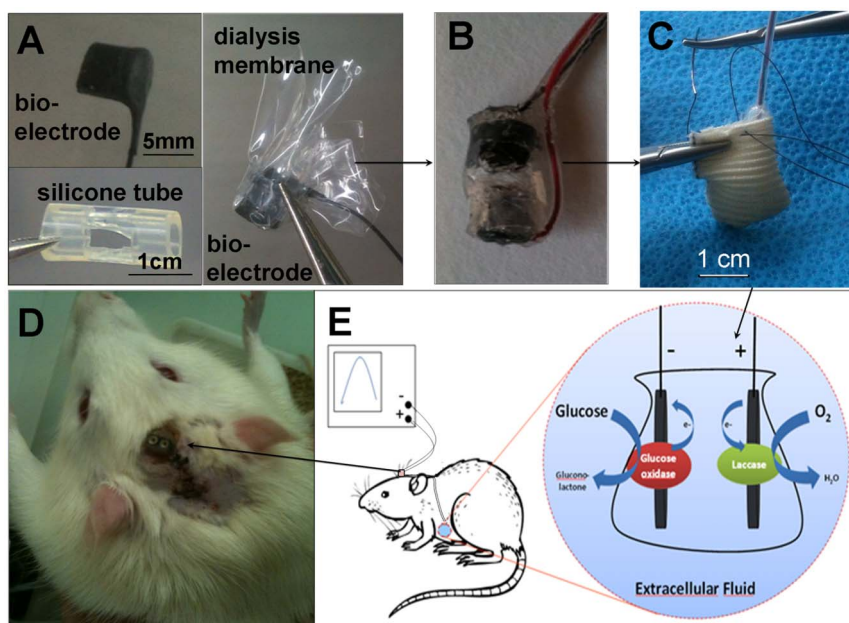 A
bio-
electrode
5mm
silicone tube
1cm
dialysis
membrane
bio-
electrode
B
C
1 cm
D
E
-
+
- +
Glucose
Glucono-
lactone
Glucose
oxidase
e-
e-
Laccase
O₂
H₂O
Extracellular Fluid